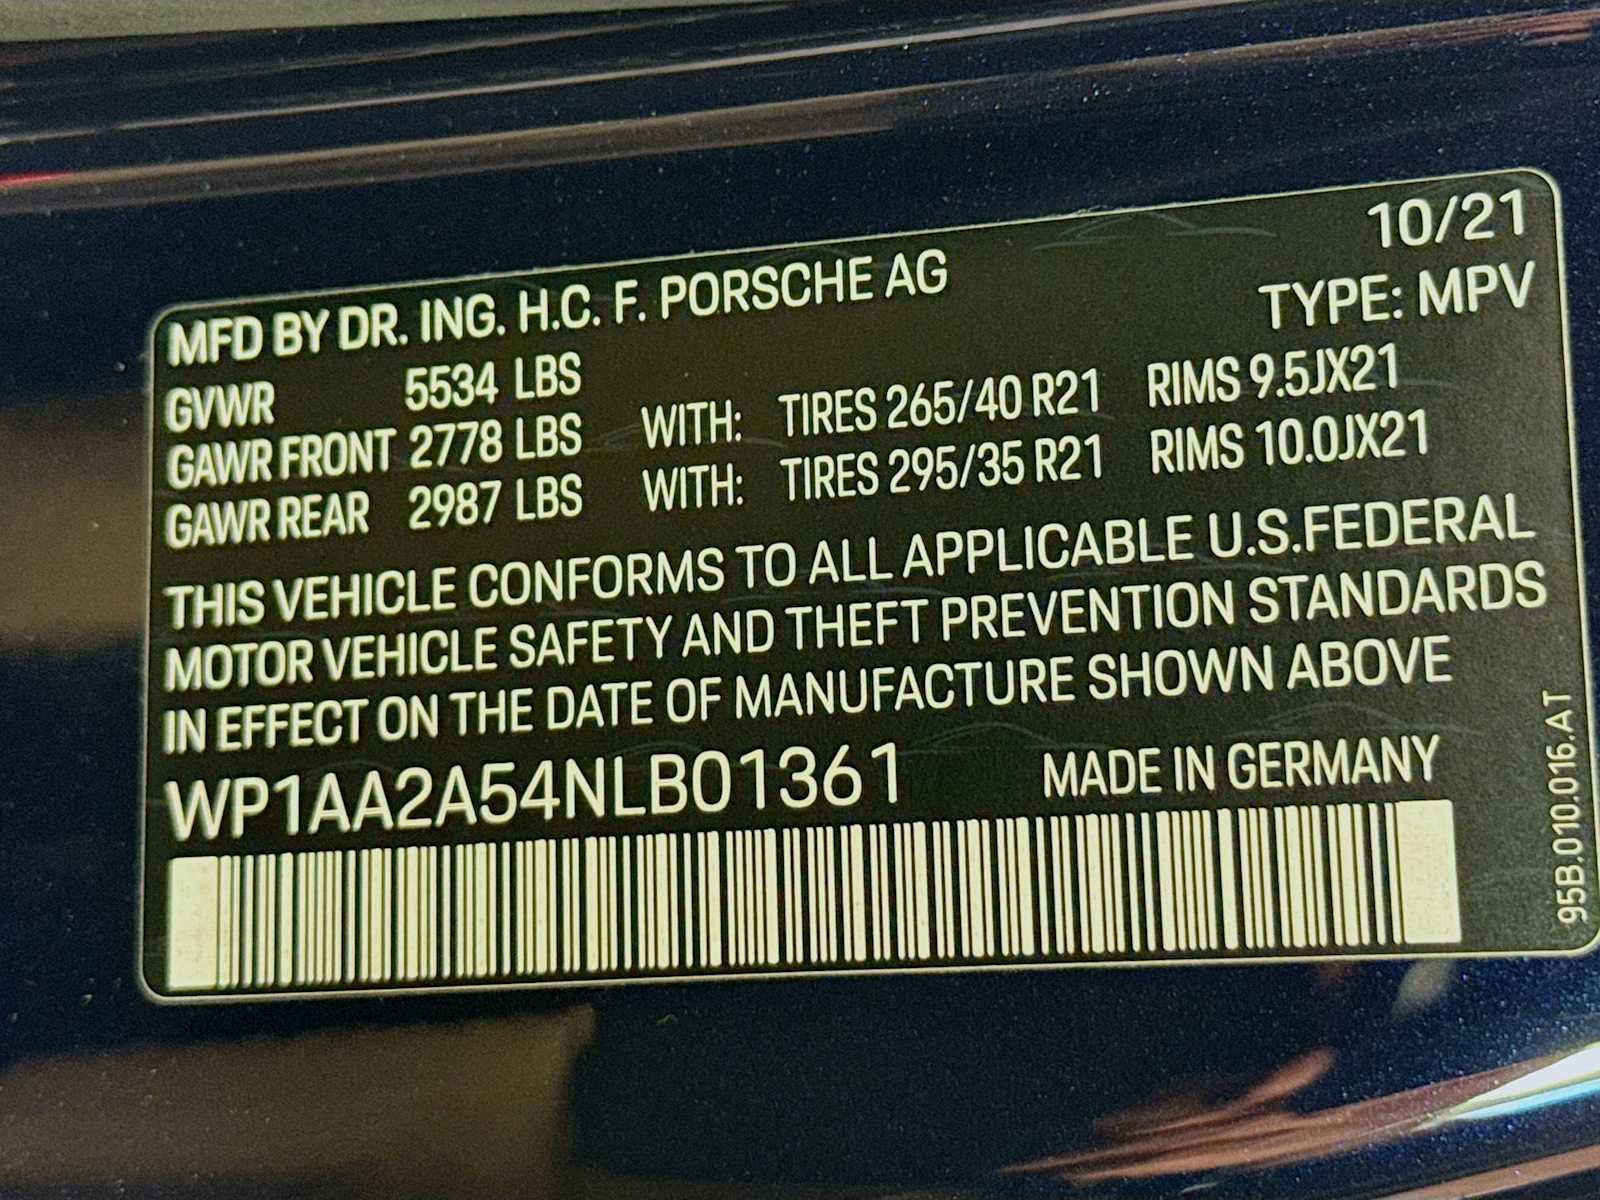 10/21
MFD BY DR. ING. H.C. F. PORSCHE AG
TYPE: MPV
GVWR 5534 LBS
GAWR FRONT 2778 LBS WITH: TIRES 265/40 R21 RIMS 9.5JX21
GAWR REAR 2987 LBS WITH: TIRES 295/35 R21 RIMS 10.0JX21
THIS VEHICLE CONFORMS TO ALL APPLICABLE U.S.FEDERAL
MOTOR VEHICLE SAFETY AND THEFT PREVENTION STANDARDS
IN EFFECT ON THE DATE OF MANUFACTURE SHOWN ABOVE
WP1AA2A54NLB01361 MADE IN GERMANY
95B.010.016.AT